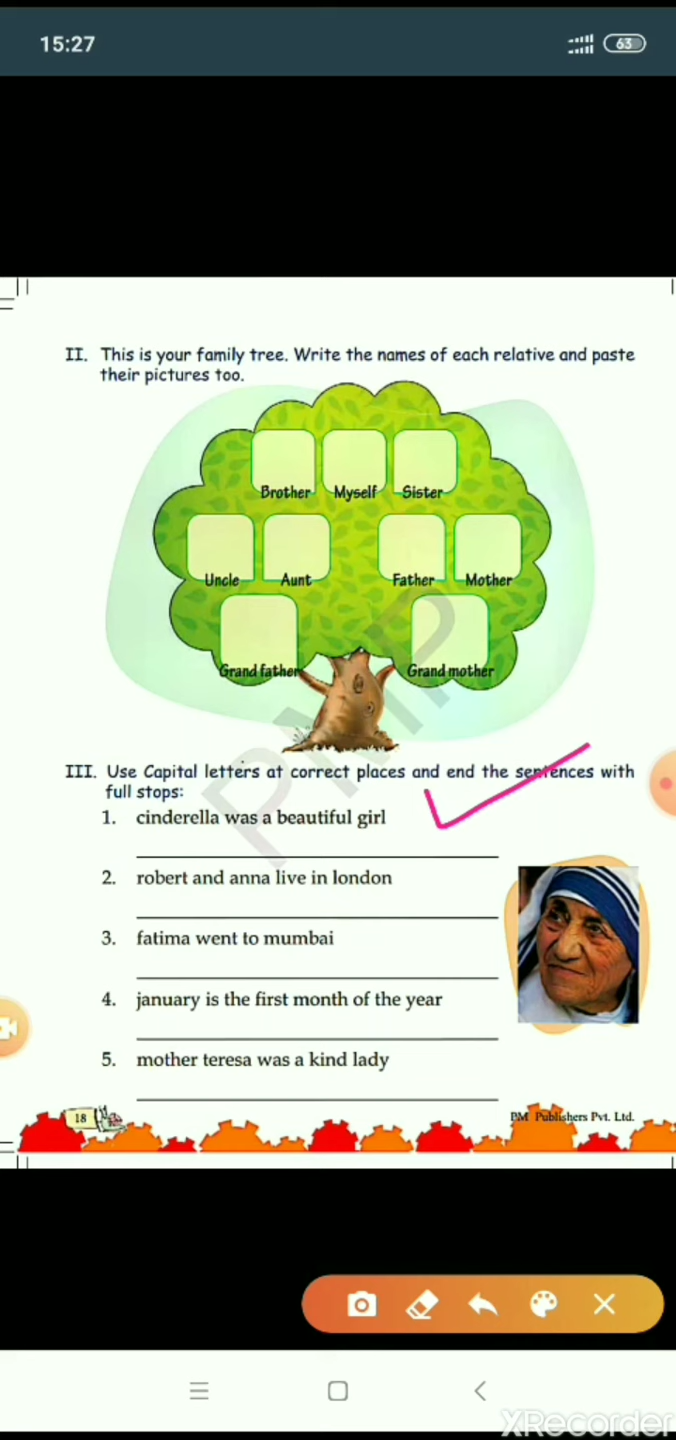 15:27
63
II. This is your family tree. Write the names of each relative and paste
their pictures too.
Brother Myself Sister
Uncle Aunt Father Mother
Grand father Grand mother
PMP
III. Use Capital letters at correct places and end the sentences with
full stops:
1. cinderella was a beautiful girl
2. robert and anna live in london
3. fatima went to mumbai
4. january is the first month of the year
5. mother teresa was a kind lady
18
PM Publishers Pvt. Ltd.
XRecorder